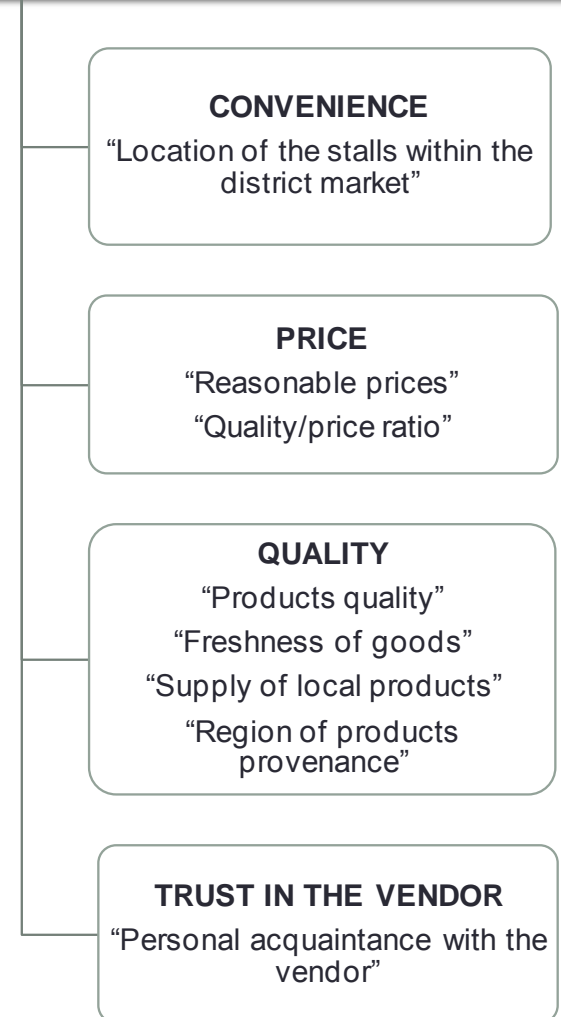 CONVENIENCE
“Location of the stalls within the
district market”
PRICE
“Reasonable prices”
“Quality/price ratio”
QUALITY
“Products quality”
“Freshness of goods”
“Supply of local products”
“Region of products
provenance”
TRUST IN THE VENDOR
“Personal acquaintance with the
vendor”